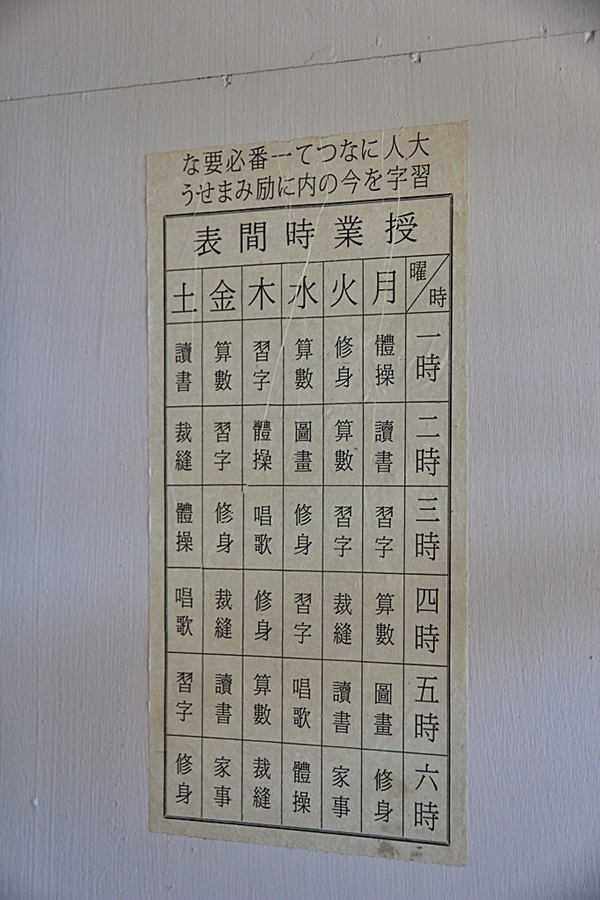 大人になつて一番必要な
習字を今の内に励みませう
授業時間表
曜/時 月 火 水 木 金 土
一時 體操 修身 算數 習字 算數 讀書
二時 讀書 算數 圖畫 體操 習字 裁縫
三時 習字 習字 修身 唱歌 修身 體操
四時 算數 裁縫 習字 修身 裁縫 唱歌
五時 圖畫 讀書 唱歌 算數 讀書 習字
六時 修身 家事 體操 裁縫 家事 修身